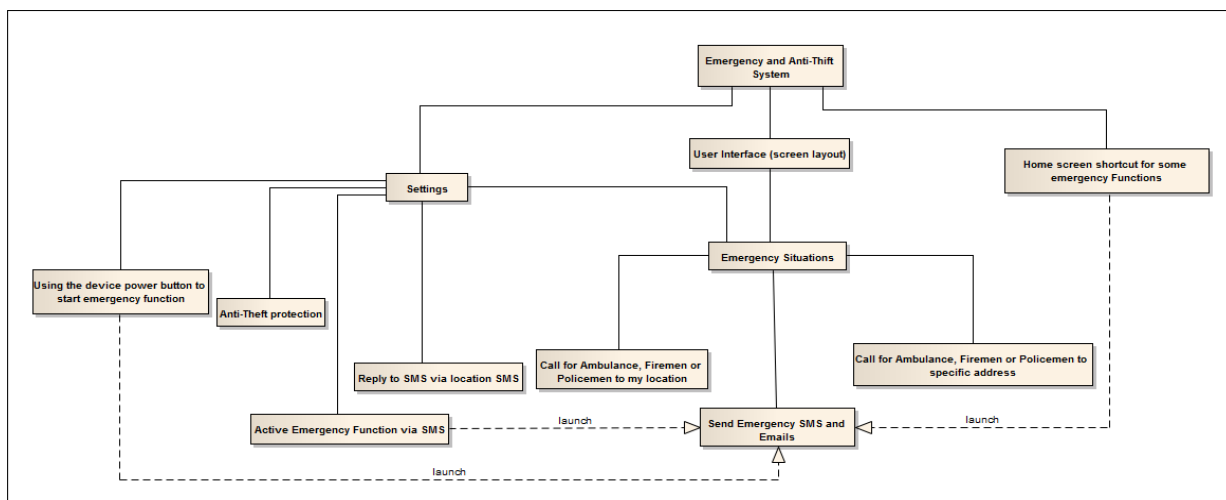 Emergency and Anti-Thift
System
User Interface (screen layout)
Home screen shortcut for some
emergency Functions
Settings
Emergency Situations
Using the device power button to
start emergency function
Anti-Theft protection
Call for Ambulance, Firemen or
Policemen to my location
Call for Ambulance, Firemen or Policemen to
specific address
Reply to SMS via location SMS
Active Emergency Function via SMS
launch
Send Emergency SMS and
Emails
launch
launch